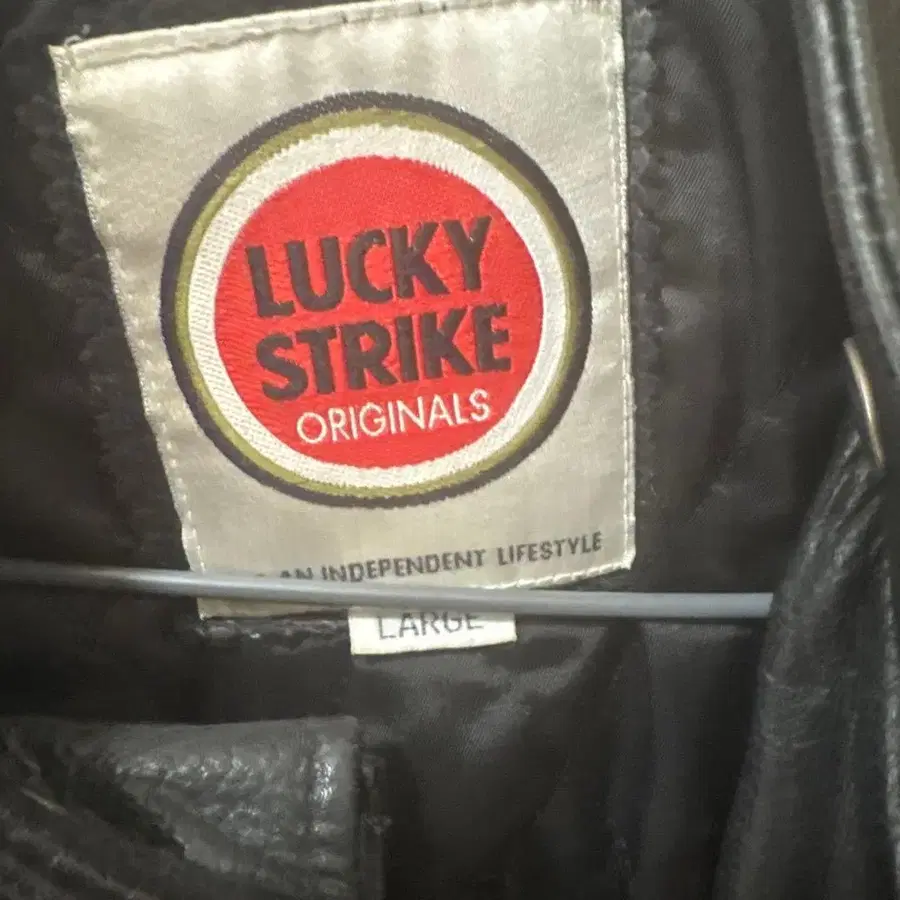 LUCKY
STRIKE
ORIGINALS
AN INDEPENDENT LIFESTYLE
LARGE